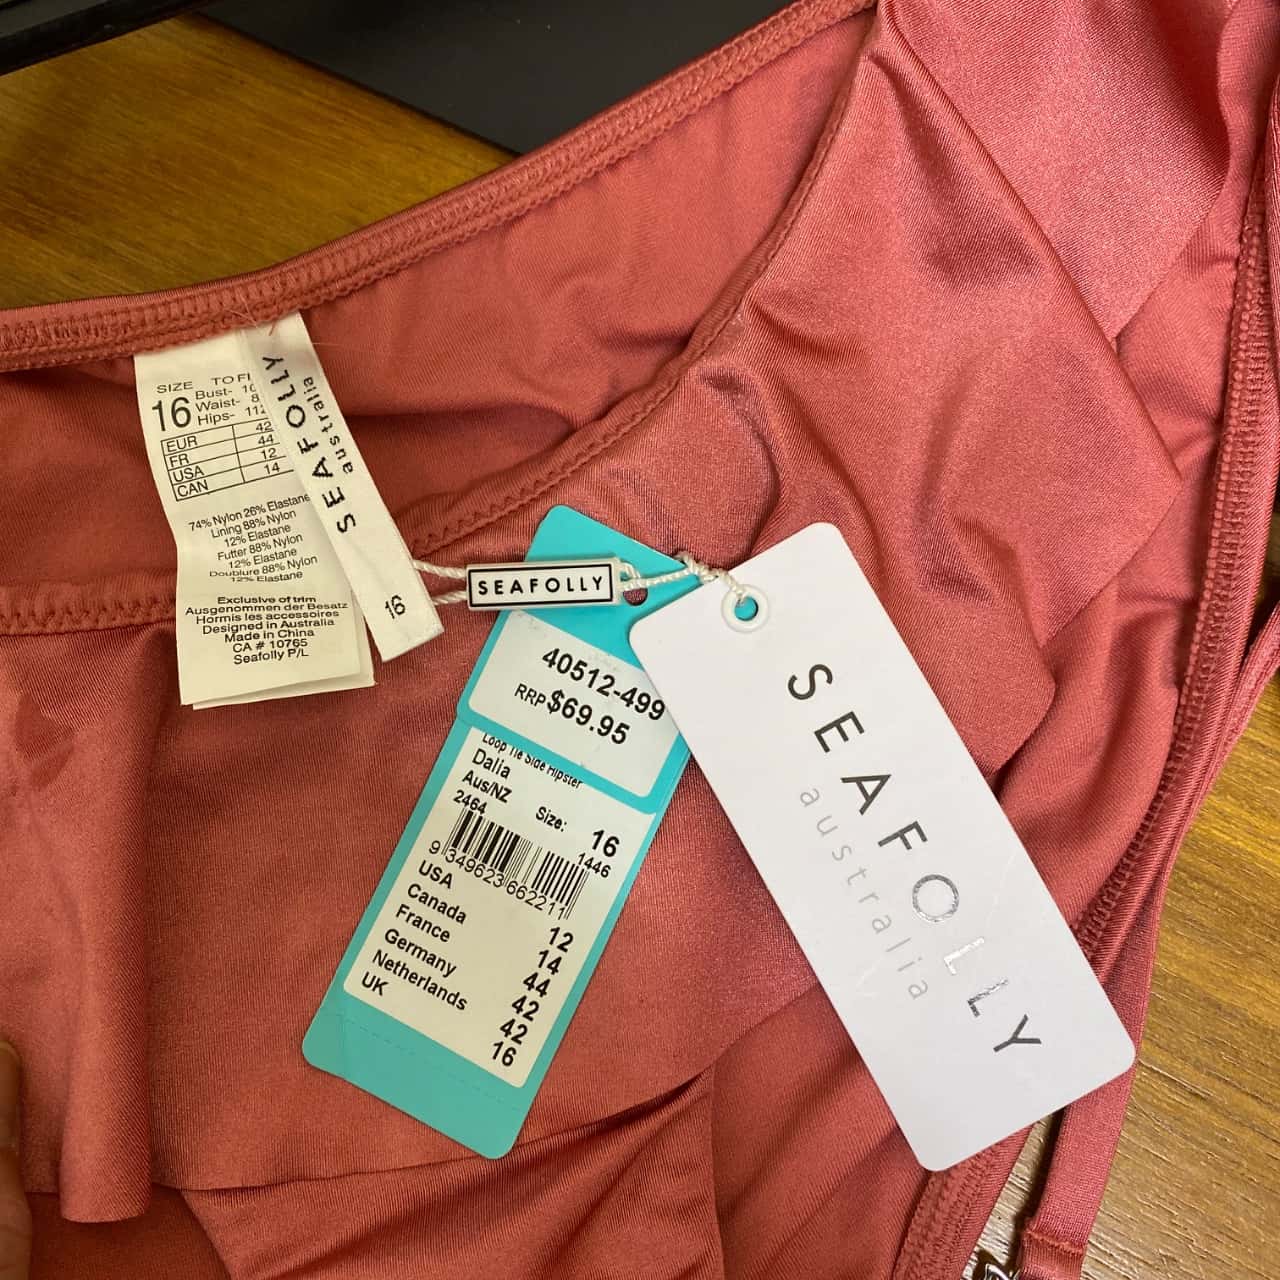 SIZE TO FI
16 Bust- 10
Waist- 8
Hips- 112
EUR 42
FR 44
USA 12
CAN 14
74% Nylon 26% Elastane
Lining 88% Nylon
12% Elastane
Futter 88% Nylon
12% Elastane
Doublure 88% Nylon
12% Elastane
Exclusive of trim
Ausgenommen der Besatz
Hormis les accessoires
Designed in Australia
Made in China
CA # 10765
Seafolly P/L
SEAFOLLY
australia
16
SEAFOLLY
40512-499
RRP $69.95
Loop Tie Side Hipster
Dalia
Aus/NZ Size: 16
2464 1446
9 349623 662211
USA 12
Canada 14
France 44
Germany 42
Netherlands 42
UK 16
SEAFOLLY
australia